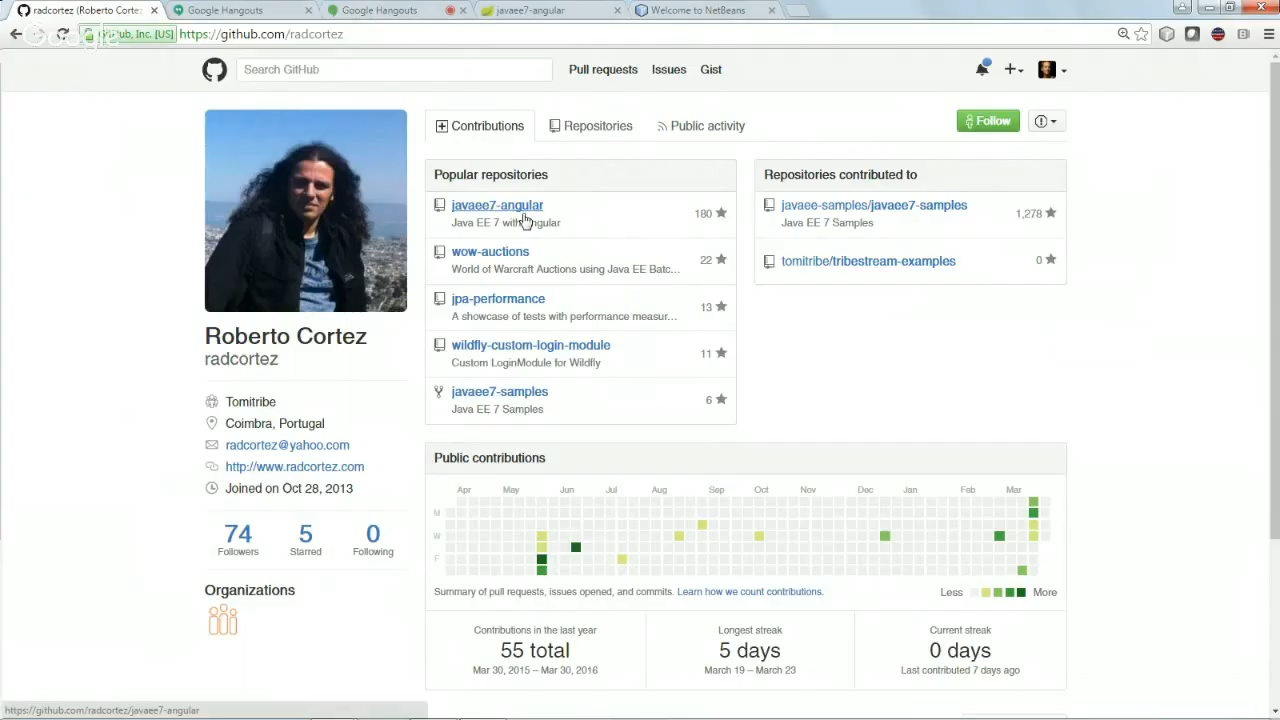 radcortez (Roberto Cortez
Google Hangouts
Google Hangouts
javaee7-angular
Welcome to NetBeans
Google
GitHub, Inc. [US]
https://github.com/radcortez
Search GitHub
Pull requests
Issues
Gist
Contributions
Repositories
Public activity
Follow
Popular repositories
javaee7-angular
180
Java EE 7 with Angular
wow-auctions
22
World of Warcraft Auctions using Java EE Batc...
jpa-performance
13
A showcase of tests with performance measur...
wildfly-custom-login-module
11
Custom LoginModule for Wildfly
javaee7-samples
6
Java EE 7 Samples
Repositories contributed to
javaee-samples/javaee7-samples
1,278
Java EE 7 Samples
tomitribe/tribestream-examples
0
Roberto Cortez
radcortez
Tomitribe
Coimbra, Portugal
radcortez@yahoo.com
http://www.radcortez.com
Joined on Oct 28, 2013
74
Followers
5
Starred
0
Following
Organizations
Public contributions
Apr May Jun Jul Aug Sep Oct Nov Dec Jan Feb Mar
M
W
F
Summary of pull requests, issues opened, and commits. Learn how we count contributions.
Less More
Contributions in the last year
55 total
Mar 30, 2015 – Mar 30, 2016
Longest streak
5 days
March 19 – March 23
Current streak
0 days
Last contributed 7 days ago
https://github.com/radcortez/javaee7-angular